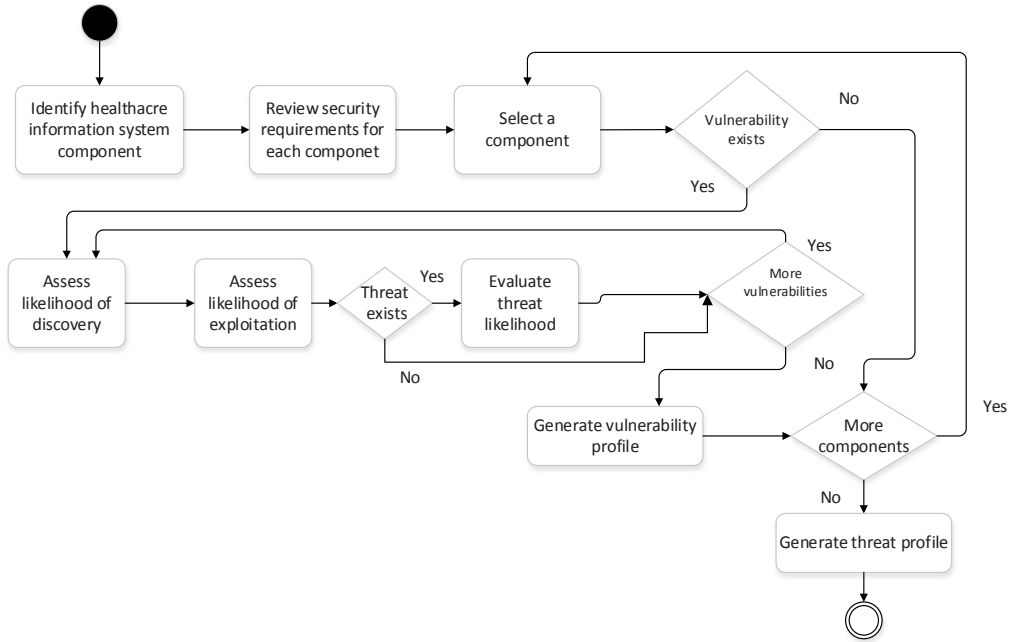 Identify healthacre
information system
component
Review security
requirements for
each componet
Select a
component
Vulnerability
exists
No
Yes
Assess
likelihood of
discovery
Assess
likelihood of
exploitation
Threat
exists
Yes
No
Evaluate
threat
likelihood
More
vulnerabilities
Yes
No
Generate vulnerability
profile
More
components
Yes
No
Generate threat profile